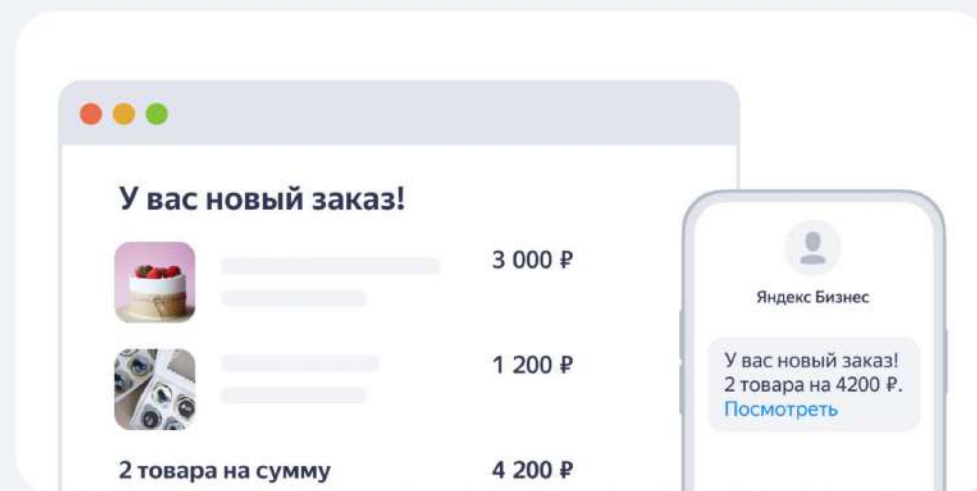 У вас новый заказ!
3 000 ₽
1 200 ₽
2 товара на сумму
4 200 ₽
Яндекс Бизнес
У вас новый заказ!
2 товара на 4200 ₽.
Посмотреть